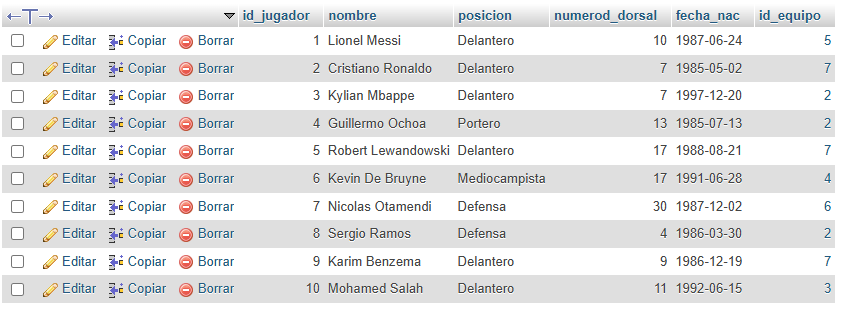 id_jugador nombre posicion numerod_dorsal fecha_nac id_equipo
Editar Copiar Borrar 1 Lionel Messi Delantero 10 1987-06-24 5
Editar Copiar Borrar 2 Cristiano Ronaldo Delantero 7 1985-05-02 7
Editar Copiar Borrar 3 Kylian Mbappe Delantero 7 1997-12-20 2
Editar Copiar Borrar 4 Guillermo Ochoa Portero 13 1985-07-13 2
Editar Copiar Borrar 5 Robert Lewandowski Delantero 17 1988-08-21 7
Editar Copiar Borrar 6 Kevin De Bruyne Mediocampista 17 1991-06-28 4
Editar Copiar Borrar 7 Nicolas Otamendi Defensa 30 1987-12-02 6
Editar Copiar Borrar 8 Sergio Ramos Defensa 4 1986-03-30 2
Editar Copiar Borrar 9 Karim Benzema Delantero 9 1986-12-19 7
Editar Copiar Borrar 10 Mohamed Salah Delantero 11 1992-06-15 3